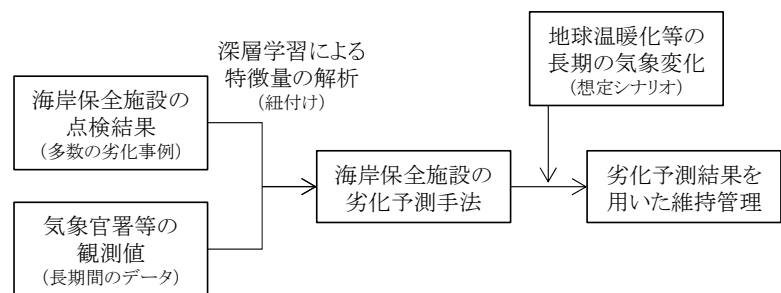 海岸保全施設の
点検結果
(多数の劣化事例)
気象官署等の
観測値
(長期間のデータ)
深層学習による
特徴量の解析
(紐付け)
海岸保全施設の
劣化予測手法
地球温暖化等の
長期の気象変化
(想定シナリオ)
劣化予測結果を
用いた維持管理